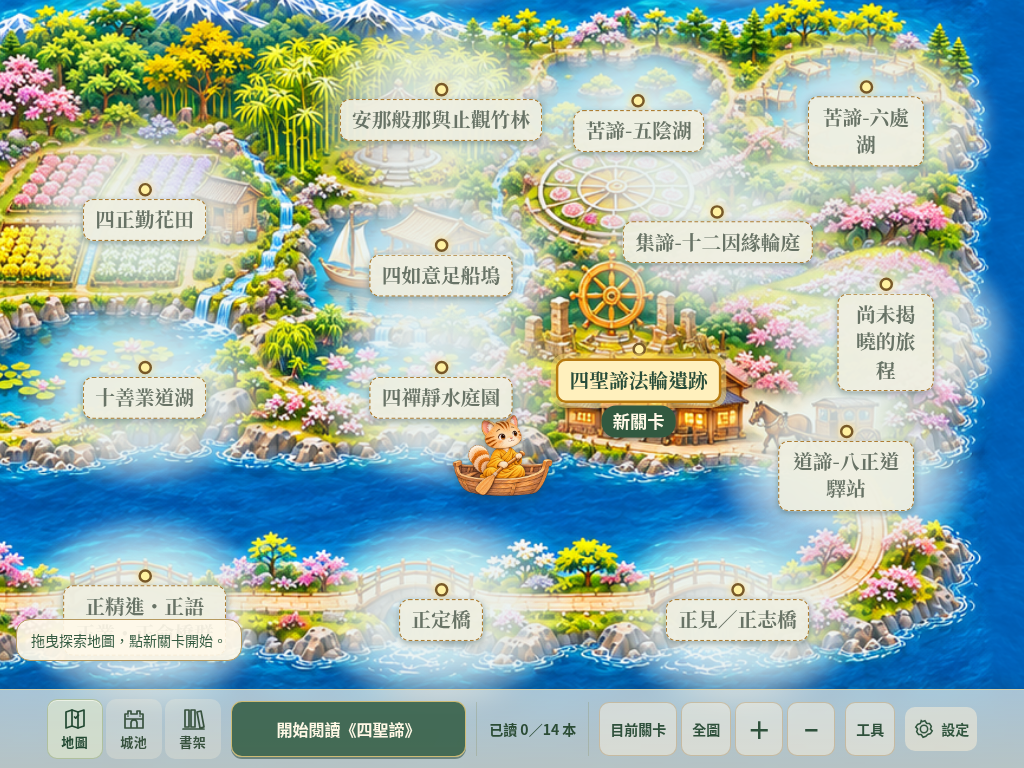 安那般那與止觀竹林
苦諦-五陰湖
苦諦-六處
湖
四正勤花田
集諦-十二因緣輪庭
四如意足船塢
尚未揭
曉的旅
程
十善業道湖
四禪靜水庭園
四聖諦法輪遺跡
新關卡
道諦-八正道
驛站
正精進・正語
正定橋
正見／正志橋
拖曳探索地圖，點新關卡開始。
地圖
城池
書架
開始閱讀《四聖諦》
已讀 0／14 本
目前關卡
全圖
+
−
工具
設定